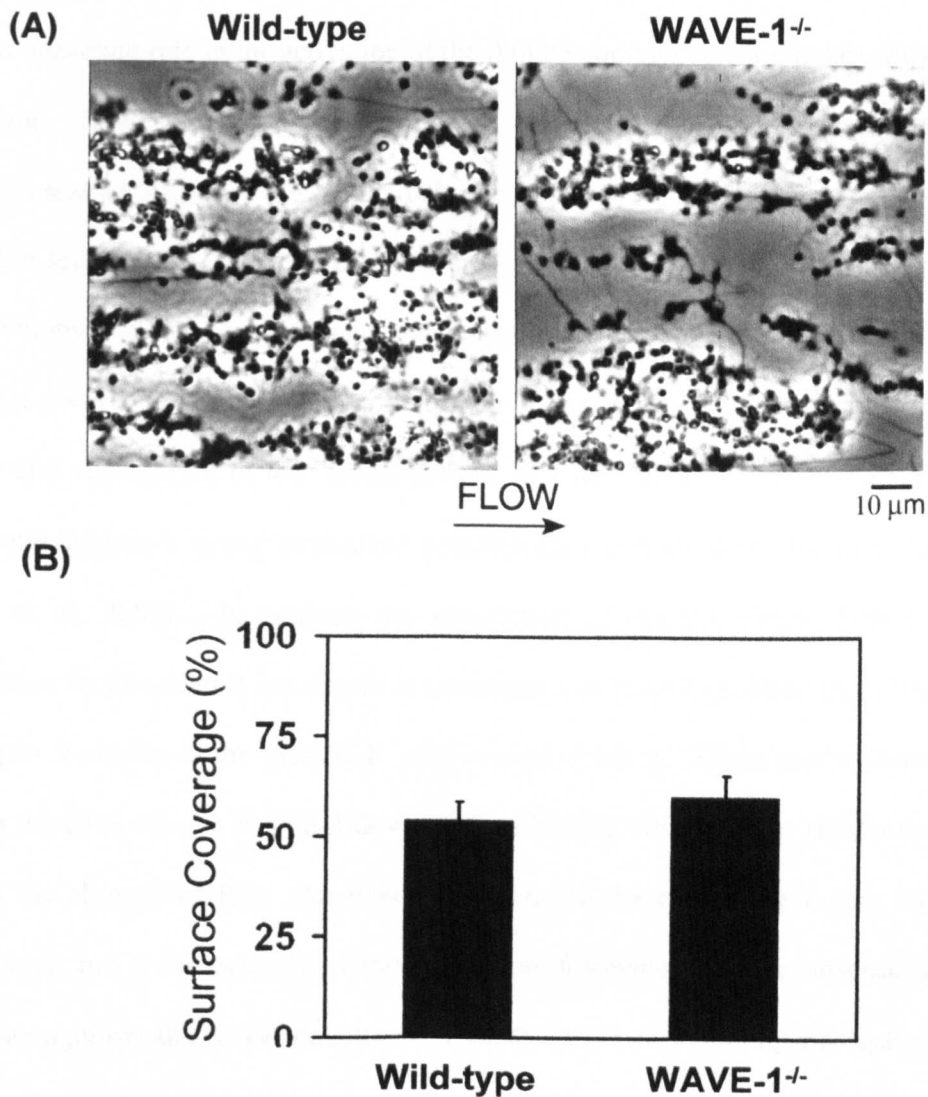 (A) Wild-type WAVE-1-/-
FLOW
10 µm
(B)
Surface Coverage (%)
100
75
50
25
0
Wild-type WAVE-1-/-